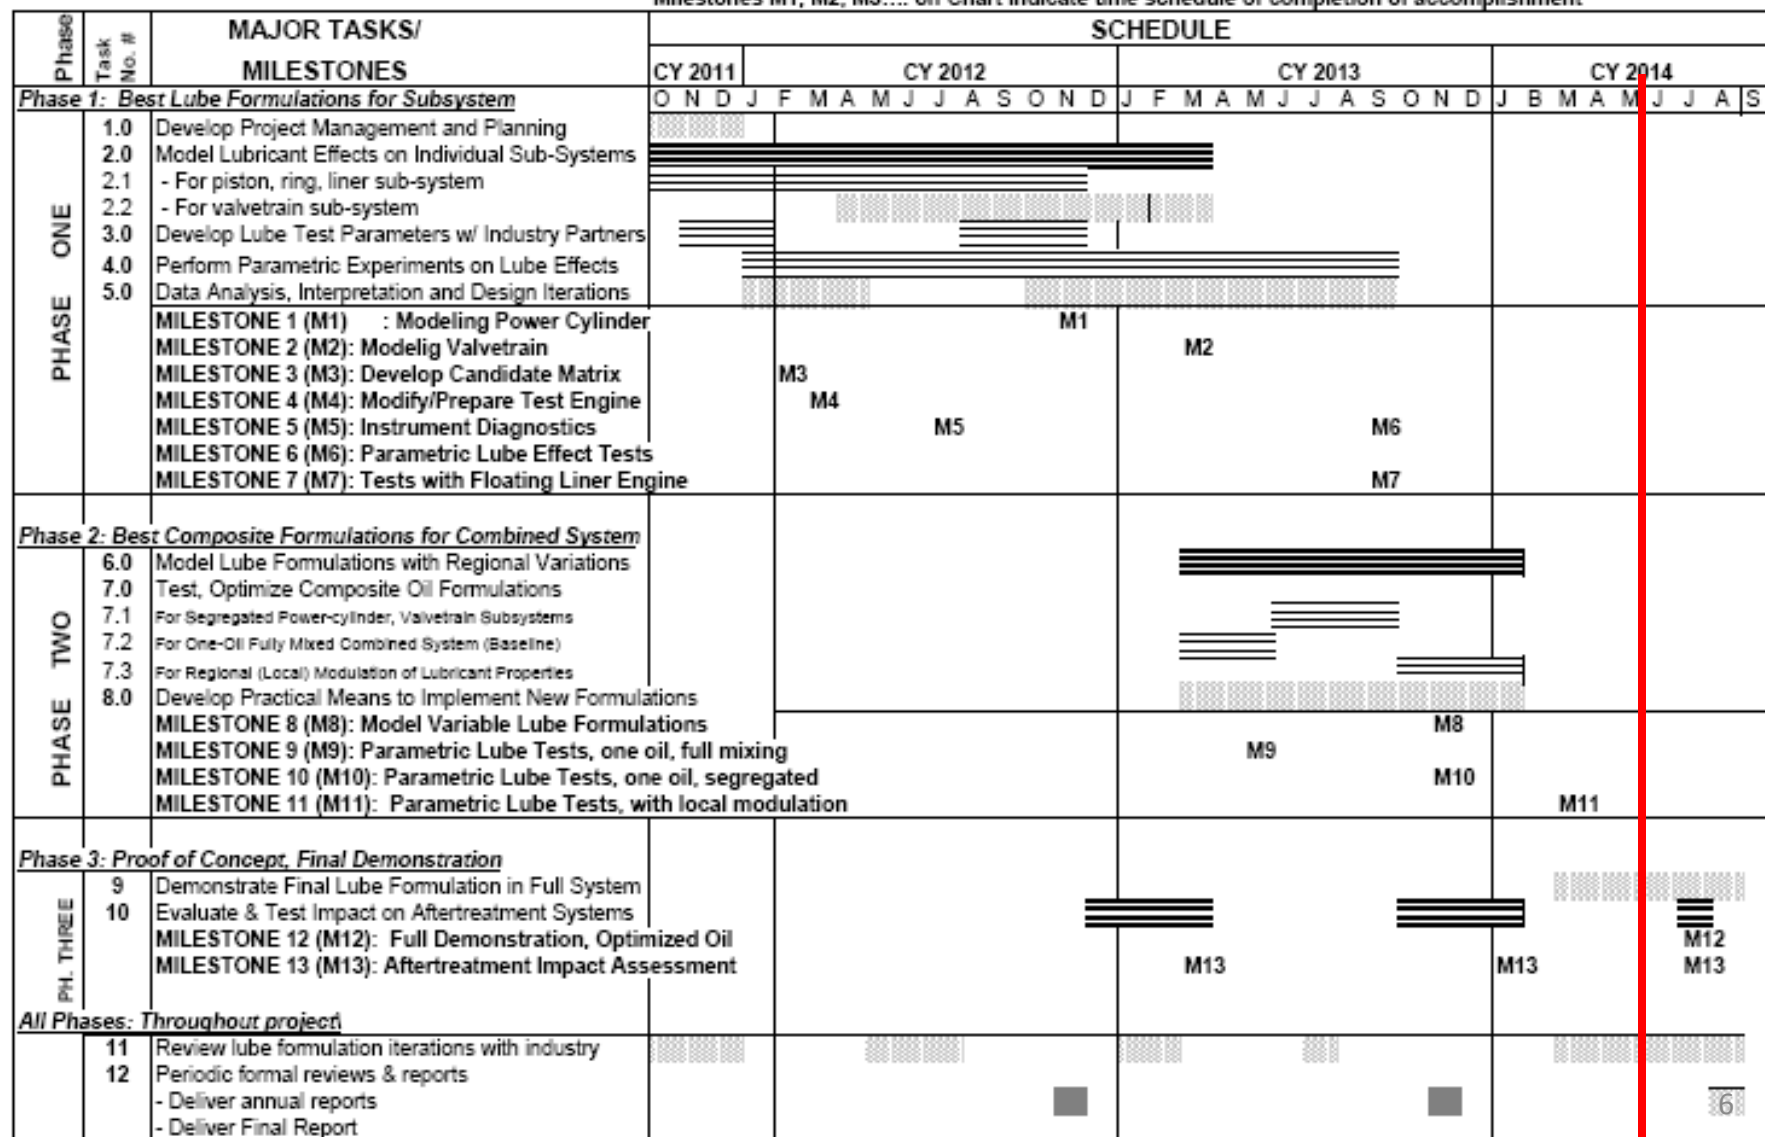 Milestones M1, M2, M3.... on Chart indicate time schedule of completion of accomplishment
Phase Task No. # MAJOR TASKS/ MILESTONES SCHEDULE
CY 2011 CY 2012 CY 2013 CY 2014
Phase 1: Best Lube Formulations for Subsystem O N D J F M A M J J A S O N D J F M A M J J A S O N D J B M A M J J A S
PHASE ONE
1.0 Develop Project Management and Planning
2.0 Model Lubricant Effects on Individual Sub-Systems
2.1 - For piston, ring, liner sub-system
2.2 - For valvetrain sub-system
3.0 Develop Lube Test Parameters w/ Industry Partners
4.0 Perform Parametric Experiments on Lube Effects
5.0 Data Analysis, Interpretation and Design Iterations
MILESTONE 1 (M1) : Modeling Power Cylinder M1
MILESTONE 2 (M2): Modelig Valvetrain M2
MILESTONE 3 (M3): Develop Candidate Matrix M3
MILESTONE 4 (M4): Modify/Prepare Test Engine M4
MILESTONE 5 (M5): Instrument Diagnostics M5 M6
MILESTONE 6 (M6): Parametric Lube Effect Tests
MILESTONE 7 (M7): Tests with Floating Liner Engine M7
Phase 2: Best Composite Formulations for Combined System
PHASE TWO
6.0 Model Lube Formulations with Regional Variations
7.0 Test, Optimize Composite Oil Formulations
7.1 For Segregated Power-cylinder, Valvetrain Subsystems
7.2 For One-Oil Fully Mixed Combined System (Baseline)
7.3 For Regional (Local) Modulation of Lubricant Properties
8.0 Develop Practical Means to Implement New Formulations
MILESTONE 8 (M8): Model Variable Lube Formulations M8
MILESTONE 9 (M9): Parametric Lube Tests, one oil, full mixing M9
MILESTONE 10 (M10): Parametric Lube Tests, one oil, segregated M10
MILESTONE 11 (M11): Parametric Lube Tests, with local modulation M11
Phase 3: Proof of Concept, Final Demonstration
PH. THREE
9 Demonstrate Final Lube Formulation in Full System
10 Evaluate & Test Impact on Aftertreatment Systems
MILESTONE 12 (M12): Full Demonstration, Optimized Oil M12
MILESTONE 13 (M13): Aftertreatment Impact Assessment M13 M13 M13
All Phases: Throughout project\
11 Review lube formulation iterations with industry
12 Periodic formal reviews & reports
- Deliver annual reports 6
- Deliver Final Report